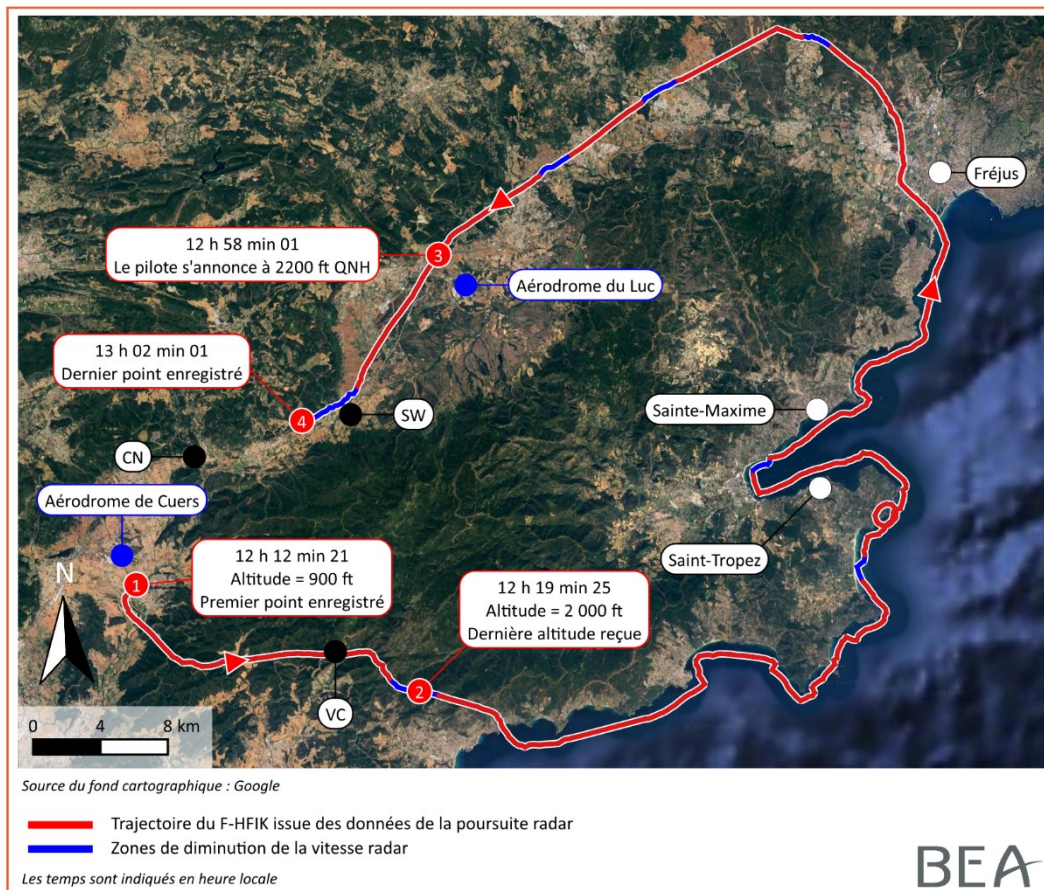 Fréjus
12 h 58 min 01
Le pilote s'annonce à 2200 ft QNH
3
Aérodrome du Luc
13 h 02 min 01
Dernier point enregistré
4
SW
Sainte-Maxime
CN
Aérodrome de Cuers
Saint-Tropez
N
1
12 h 12 min 21
Altitude = 900 ft
Premier point enregistré
12 h 19 min 25
Altitude = 2 000 ft
Dernière altitude reçue
2
VC
0 4 8 km
Source du fond cartographique : Google
Trajectoire du F-HFIK issue des données de la poursuite radar
Zones de diminution de la vitesse radar
Les temps sont indiqués en heure locale
BEA